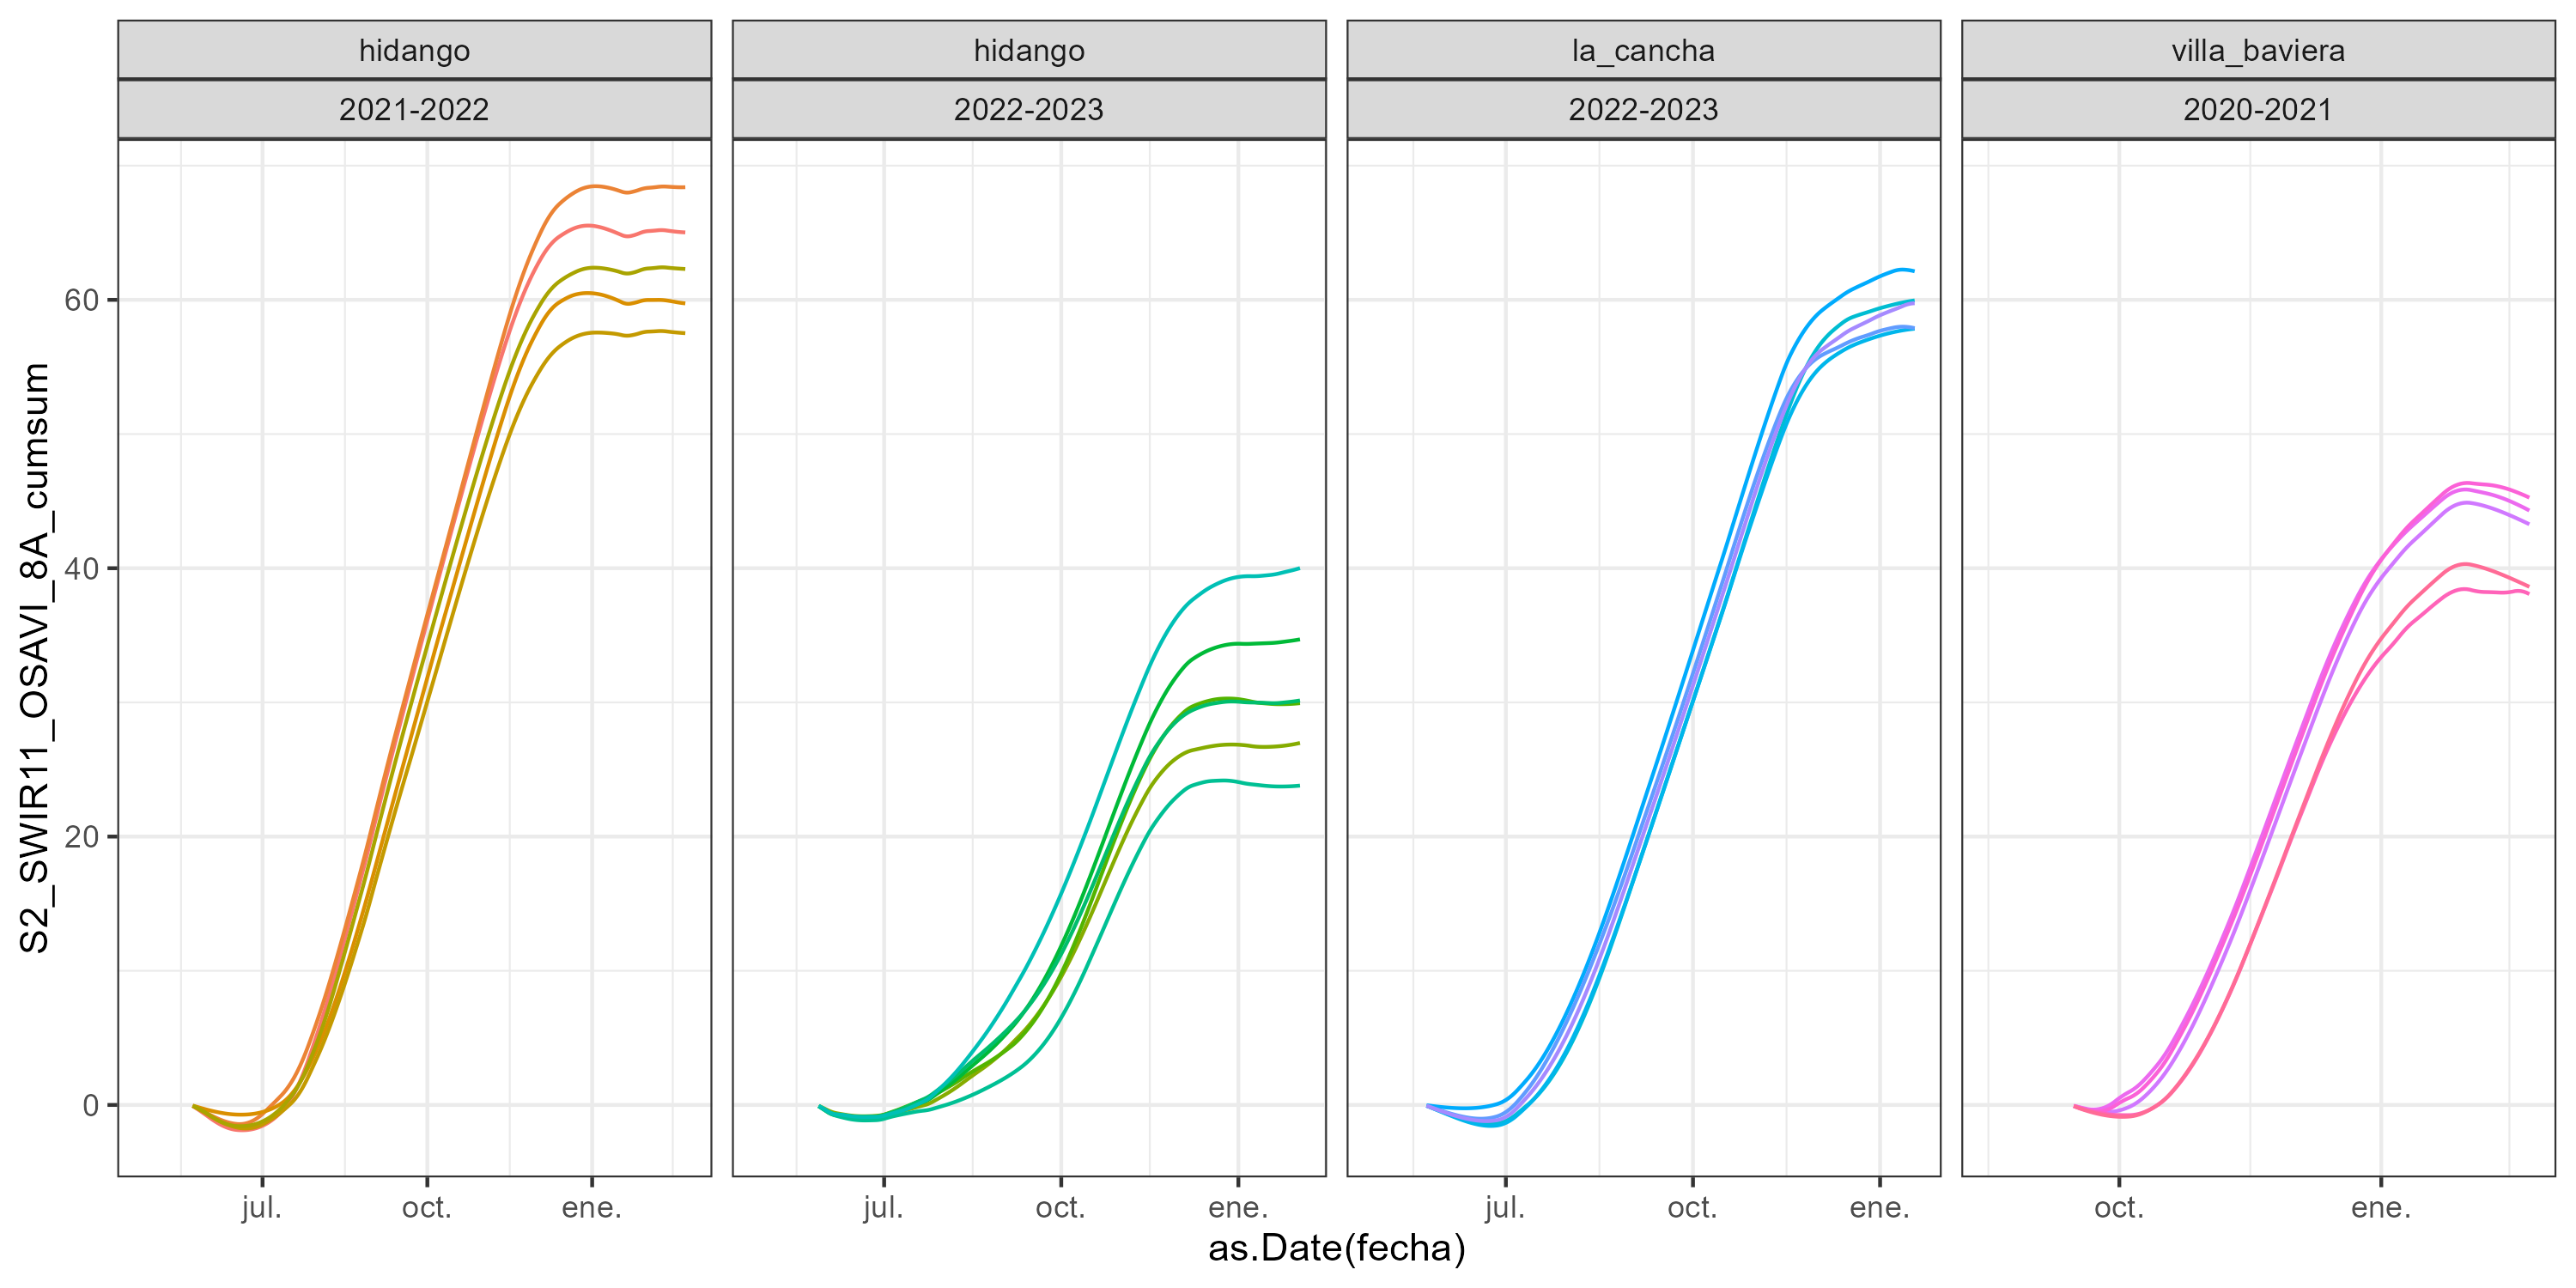 hidango hidango la_cancha villa_baviera
2021-2022 2022-2023 2022-2023 2020-2021
S2_SWIR11_OSAVI_8A_cumsum
60
40
20
0
jul. oct. ene. jul. oct. ene. jul. oct. ene. oct. ene.
as.Date(fecha)